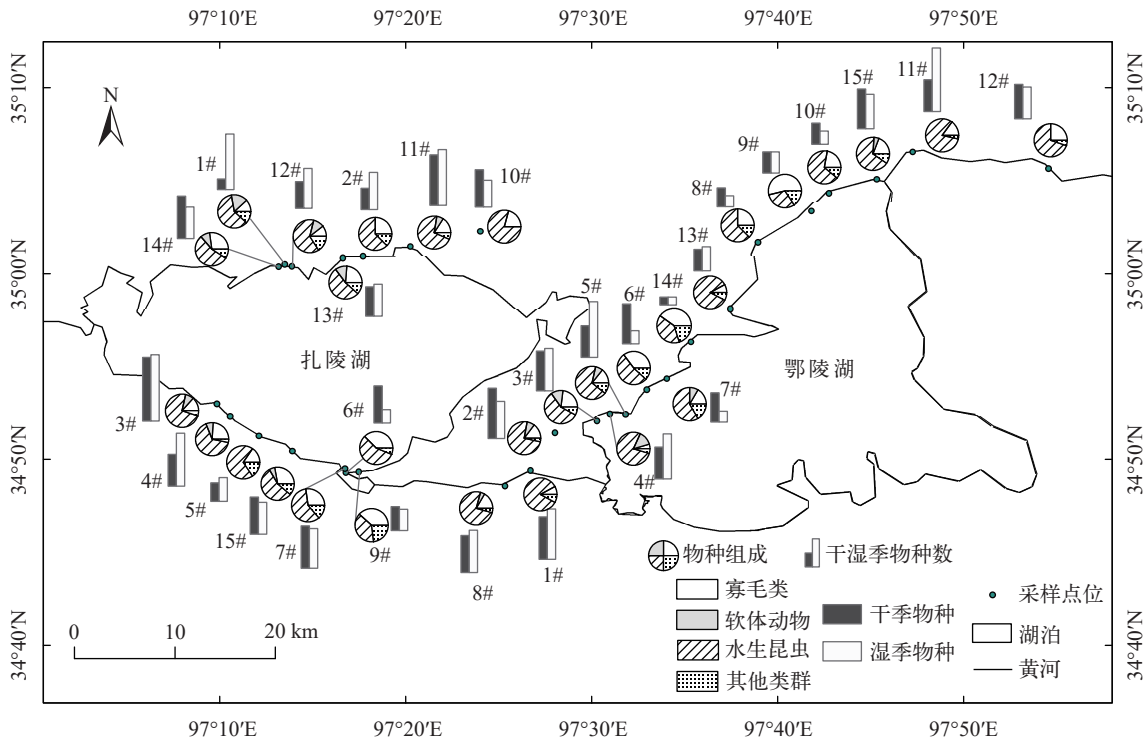 97°10′E 97°20′E 97°30′E 97°40′E 97°50′E
35°10′N 35°10′N
N
11#
15#
12#
10#
1#
12#
11#
9#
2#
10#
8#
14#
13#
35°00′N 35°00′N
5#
6#
14#
13#
扎陵湖
鄂陵湖
3#
6#
2#
7#
3#
34°50′N 34°50′N
4#
4#
5#
15#
7#
9#
8#
1#
物种组成
干湿季物种数
寡毛类
采样点位
软体动物
干季物种
湖泊
水生昆虫
湿季物种
黄河
其他类群
0 10 20 km
34°40′N 34°40′N
97°10′E 97°20′E 97°30′E 97°40′E 97°50′E